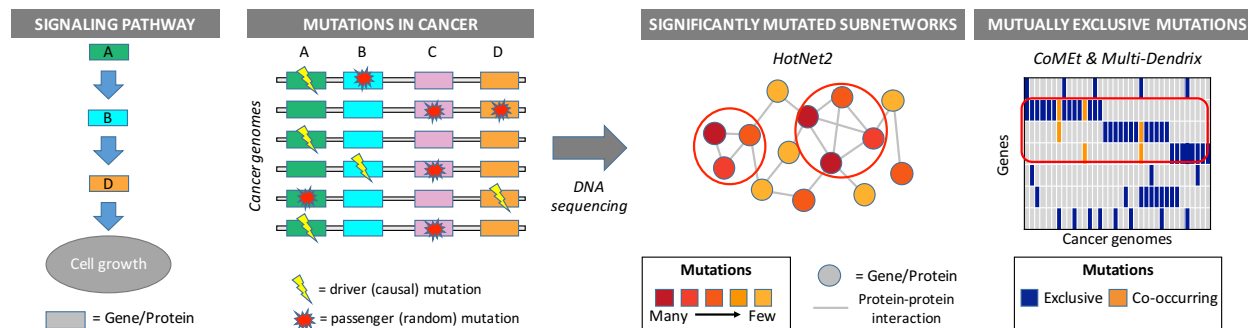 SIGNALING PATHWAY
A
B
D
Cell growth
= Gene/Protein
MUTATIONS IN CANCER
A B C D
Cancer genomes
= driver (causal) mutation
= passenger (random) mutation
DNA
sequencing
SIGNIFICANTLY MUTATED SUBNETWORKS
HotNet2
Mutations
Many Few
= Gene/Protein
Protein-protein
interaction
MUTUALLY EXCLUSIVE MUTATIONS
CoMEt & Multi-Dendrix
Genes
Cancer genomes
Mutations
Exclusive Co-occurring